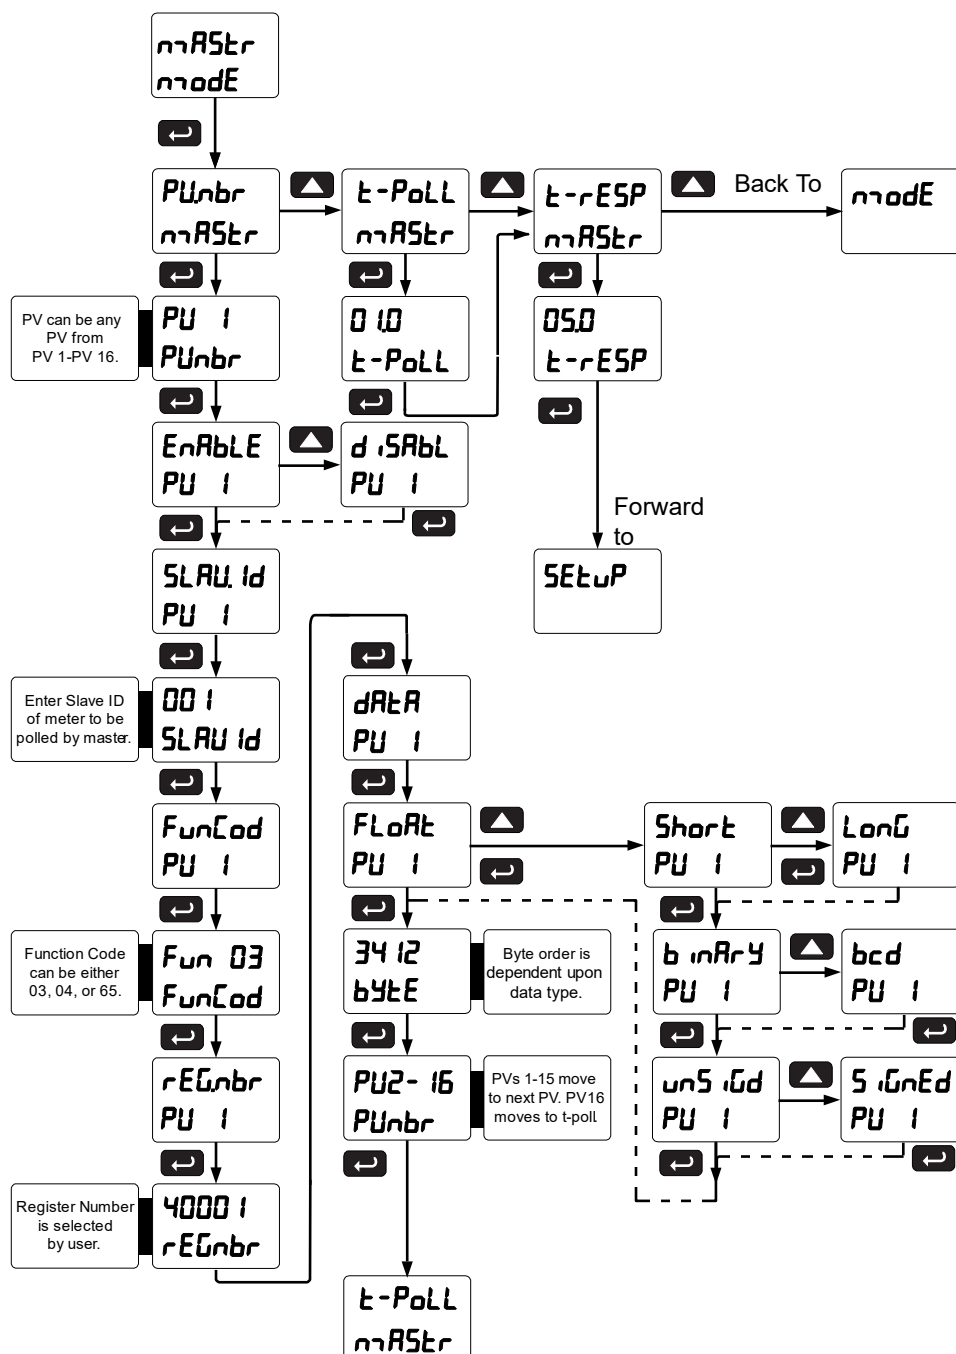 mAStr
modE
PV.nbr
mAStr
t-PoLL
mAStr
t-rESP
mAStr
Back To
modE
PV can be any
PV from
PV 1-PV 16.
PV 1
PVnbr
01.0
t-PoLL
05.0
t-rESP
EnAbLE
PV 1
diSAbL
PV 1
Forward
to
SLAV.Id
PV 1
SEtuP
Enter Slave ID
of meter to be
polled by master.
001
SLAV Id
dAtA
PV 1
FunCod
PV 1
FLoAt
PV 1
Short
PV 1
LonG
PV 1
Function Code
can be either
03, 04, or 65.
Fun 03
FunCod
3412
bytE
Byte order is
dependent upon
data type.
binAry
PV 1
bcd
PV 1
rEG.nbr
PV 1
PV2-16
PVnbr
PVs 1-15 move
to next PV. PV16
moves to t-poll.
unSiGd
PV 1
SiGnEd
PV 1
Register Number
is selected
by user.
40001
rEGnbr
t-PoLL
mAStr